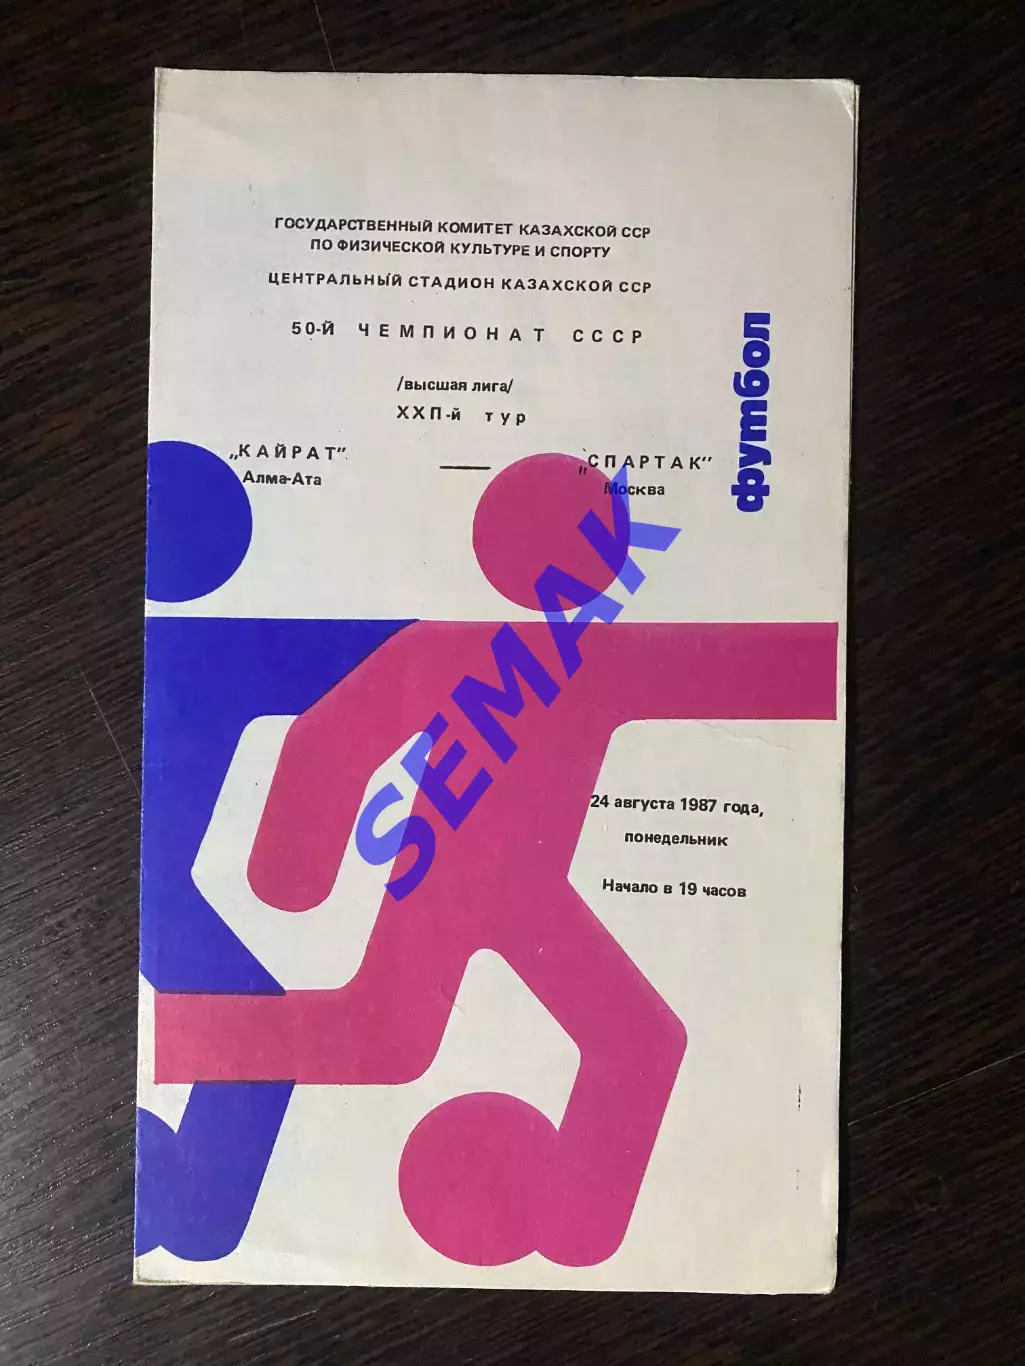 ГОСУДАРСТВЕННЫЙ КОМИТЕТ КАЗАХСКОЙ ССР
ПО ФИЗИЧЕСКОЙ КУЛЬТУРЕ И СПОРТУ
ЦЕНТРАЛЬНЫЙ СТАДИОН КАЗАХСКОЙ ССР
50-Й ЧЕМПИОНАТ СССР
/высшая лига/
ХХП-й тур
„КАЙРАТ" — „СПАРТАК"
Алма-Ата Москва
футбол
24 августа 1987 года,
понедельник
Начало в 19 часов
SEMAK